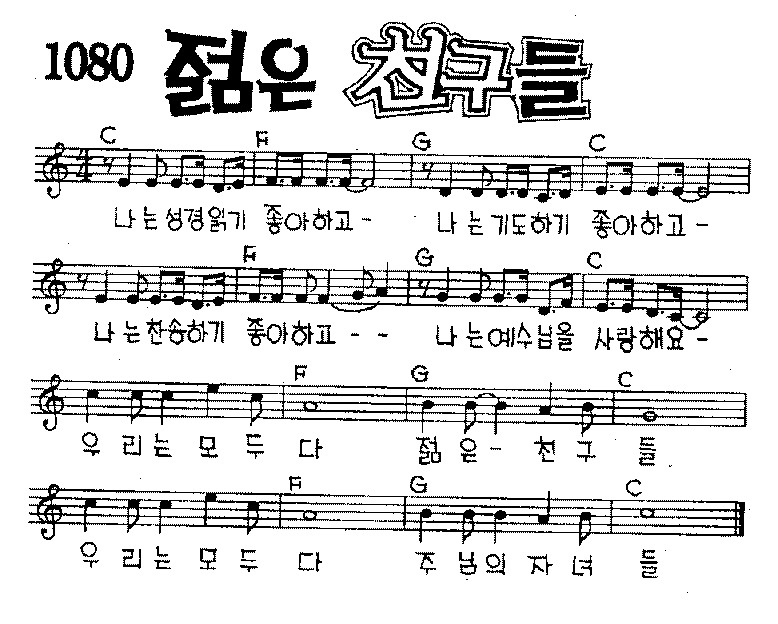 1080 젊은 친구들
C F G C
나는성경읽기 좋아하고- 나는기도하기 좋아하고-
F G C
나는찬송하기 좋아하고-- 나는예수님을 사랑해요-
F G C
우리는모두다 젊은-친구들
F G C
우리는모두다 주님의자녀들